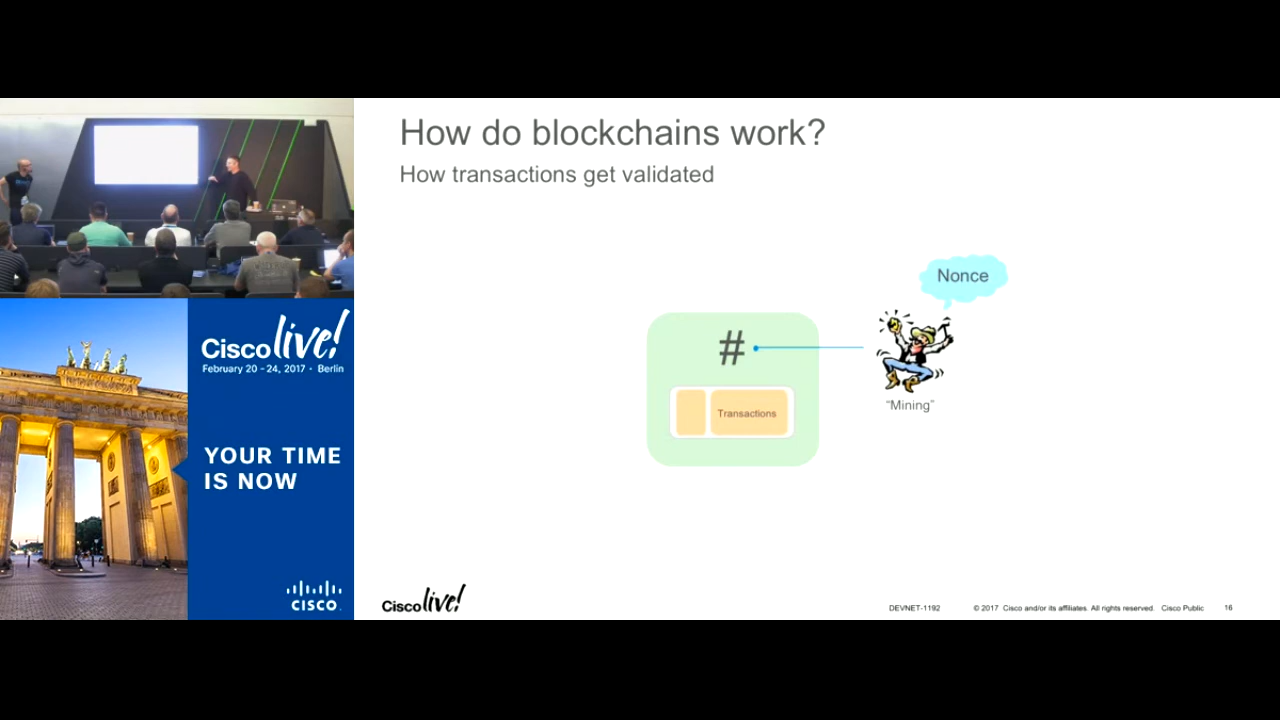 How do blockchains work?
How transactions get validated
Nonce
#
Transactions
"Mining"
Cisco live!
February 20 - 24, 2017 • Berlin
YOUR TIME
IS NOW
CISCO.
Cisco live!
DEVNET-1192 © 2017 Cisco and/or its affiliates. All rights reserved. Cisco Public 16